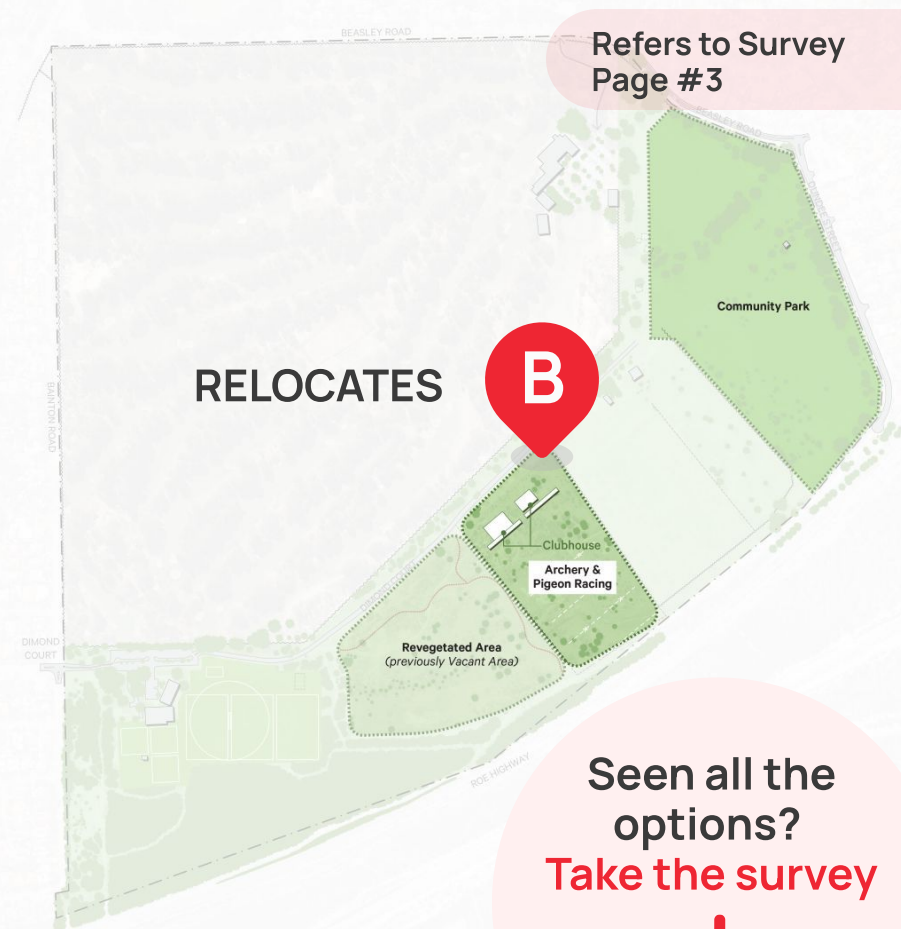 BEASLEY ROAD
Refers to Survey
Page #3
BEASLEY ROAD
Community Park
RELOCATES
B
BAINTON ROAD
Clubhouse
Archery &
Pigeon Racing
Revegetated Area
(previously Vacant Area)
DIMOND
COURT
ROE HIGHWAY
Seen all the
options?
Take the survey